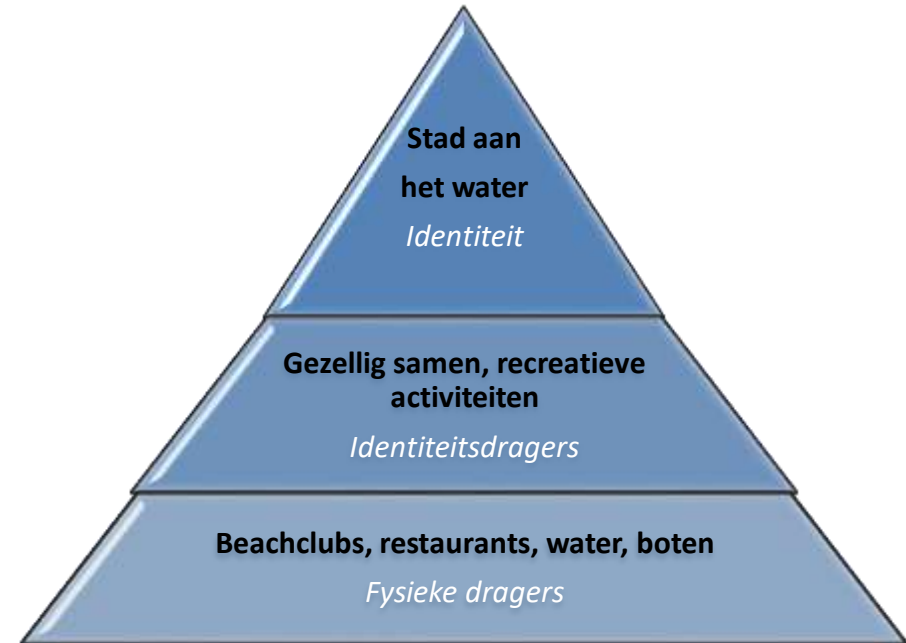 Stad aan
het water
Identiteit
Gezellig samen, recreatieve
activiteiten
Identiteitsdragers
Beachclubs, restaurants, water, boten
Fysieke dragers